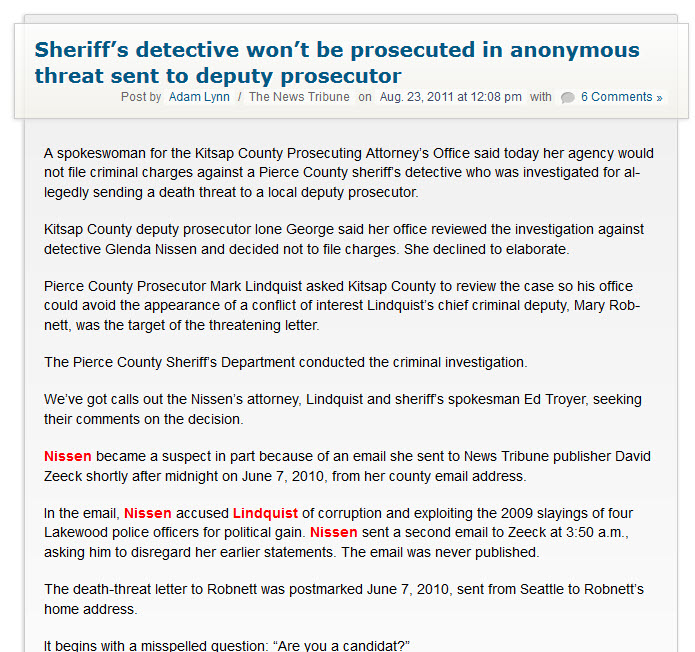 Sheriff’s detective won’t be prosecuted in anonymous
threat sent to deputy prosecutor
Post by Adam Lynn / The News Tribune on Aug. 23, 2011 at 12:08 pm with 6 Comments »
A spokeswoman for the Kitsap County Prosecuting Attorney’s Office said today her agency would
not file criminal charges against a Pierce County sheriff’s detective who was investigated for al-
legedly sending a death threat to a local deputy prosecutor.
Kitsap County deputy prosecutor Ione George said her office reviewed the investigation against
detective Glenda Nissen and decided not to file charges. She declined to elaborate.
Pierce County Prosecutor Mark Lindquist asked Kitsap County to review the case so his office
could avoid the appearance of a conflict of interest Lindquist’s chief criminal deputy, Mary Rob-
nett, was the target of the threatening letter.
The Pierce County Sheriff’s Department conducted the criminal investigation.
We’ve got calls out the Nissen’s attorney, Lindquist and sheriff’s spokesman Ed Troyer, seeking
their comments on the decision.
Nissen became a suspect in part because of an email she sent to News Tribune publisher David
Zeeck shortly after midnight on June 7, 2010, from her county email address.
In the email, Nissen accused Lindquist of corruption and exploiting the 2009 slayings of four
Lakewood police officers for political gain. Nissen sent a second email to Zeeck at 3:50 a.m.,
asking him to disregard her earlier statements. The email was never published.
The death-threat letter to Robnett was postmarked June 7, 2010, sent from Seattle to Robnett’s
home address.
It begins with a misspelled question: “Are you a candidat?”